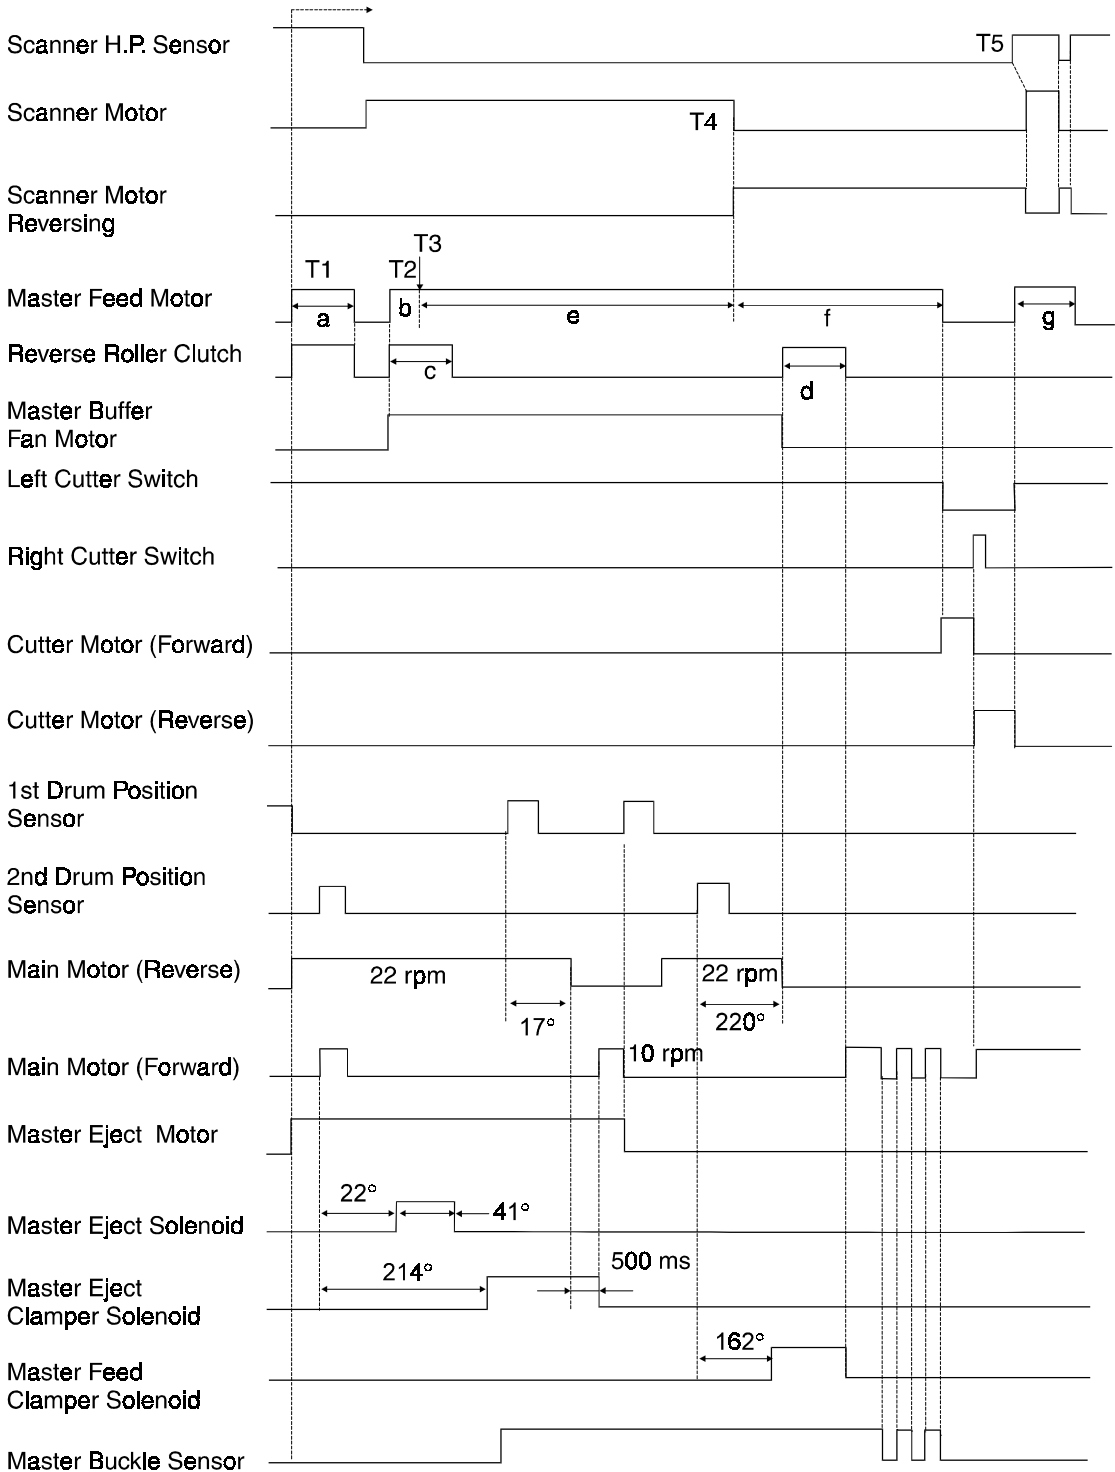 Scanner H.P. Sensor
T5
Scanner Motor
T4
Scanner Motor
Reversing
T3
T1
T2
Master Feed Motor
a
b
e
f
g
Reverse Roller Clutch
c
d
Master Buffer
Fan Motor
Left Cutter Switch
Right Cutter Switch
Cutter Motor (Forward)
Cutter Motor (Reverse)
1st Drum Position
Sensor
2nd Drum Position
Sensor
Main Motor (Reverse)
22 rpm
22 rpm
17°
220°
Main Motor (Forward)
10 rpm
Master Eject Motor
22°
41°
Master Eject Solenoid
500 ms
214°
Master Eject
Clamper Solenoid
162°
Master Feed
Clamper Solenoid
Master Buckle Sensor